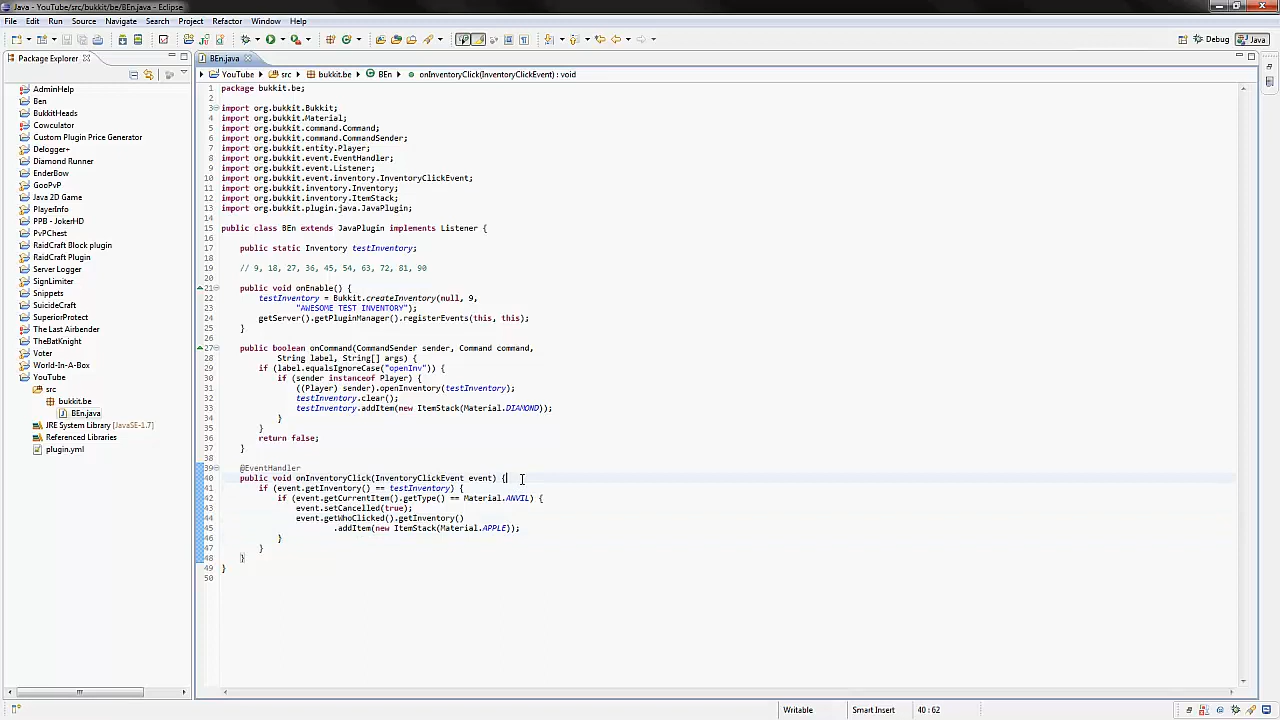 Java - YouTube/src/bukkit/be/BEn.java - Eclipse
File Edit Run Source Navigate Search Project Refactor Window Help
Debug Java
Package Explorer
AdminHelp
Ben
BukkitHeads
Cowculator
Custom Plugin Price Generator
Delogger+
Diamond Runner
EnderBow
GooPvP
Java 2D Game
PlayerInfo
PPB - JokerHD
PvPChest
RaidCraft Block plugin
RaidCraft Plugin
Server Logger
SignLimiter
Snippets
SuicideCraft
SuperiorProtect
The Last Airbender
TheBatKnight
Voter
World-In-A-Box
YouTube
src
bukkit.be
BEn.java
JRE System Library [JavaSE-1.7]
Referenced Libraries
plugin.yml
BEn.java
YouTube src bukkit.be BEn onInventoryClick(InventoryClickEvent) : void
1 package bukkit.be;
2
3 import org.bukkit.Bukkit;
4 import org.bukkit.Material;
5 import org.bukkit.command.Command;
6 import org.bukkit.command.CommandSender;
7 import org.bukkit.entity.Player;
8 import org.bukkit.event.EventHandler;
9 import org.bukkit.event.Listener;
10 import org.bukkit.event.inventory.InventoryClickEvent;
11 import org.bukkit.inventory.Inventory;
12 import org.bukkit.inventory.ItemStack;
13 import org.bukkit.plugin.java.JavaPlugin;
14
15 public class BEn extends JavaPlugin implements Listener {
16
17 public static Inventory testInventory;
18
19 // 9, 18, 27, 36, 45, 54, 63, 72, 81, 90
20
21 public void onEnable() {
22 testInventory = Bukkit.createInventory(null, 9,
23 "AWESOME TEST INVENTORY");
24 getServer().getPluginManager().registerEvents(this, this);
25 }
26
27 public boolean onCommand(CommandSender sender, Command command,
28 String label, String[] args) {
29 if (label.equalsIgnoreCase("openInv")) {
30 if (sender instanceof Player) {
31 ((Player) sender).openInventory(testInventory);
32 testInventory.clear();
33 testInventory.addItem(new ItemStack(Material.DIAMOND));
34 }
35 }
36 return false;
37 }
38
39 @EventHandler
40 public void onInventoryClick(InventoryClickEvent event) {
41 if (event.getInventory() == testInventory) {
42 if (event.getCurrentItem().getType() == Material.ANVIL) {
43 event.setCancelled(true);
44 event.getWhoClicked().getInventory()
45 .addItem(new ItemStack(Material.APPLE));
46 }
47 }
48 }
49 }
50
Writable Smart Insert 40 : 62